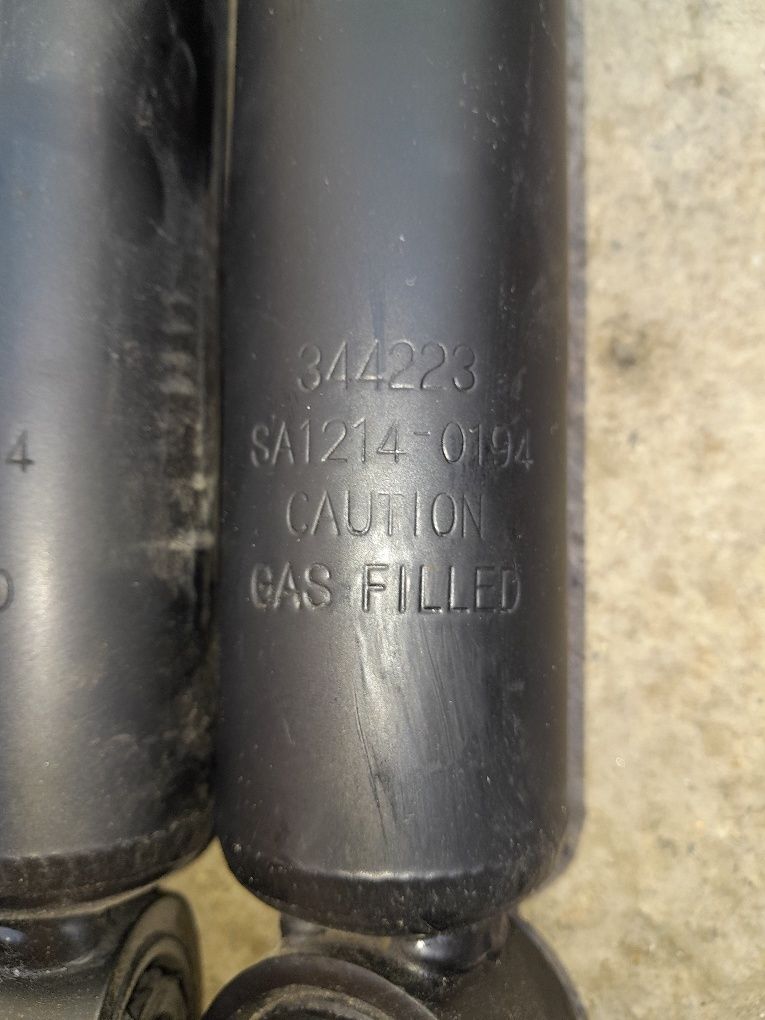 344223
SA1214-0194
CAUTION
GAS FILLED
4